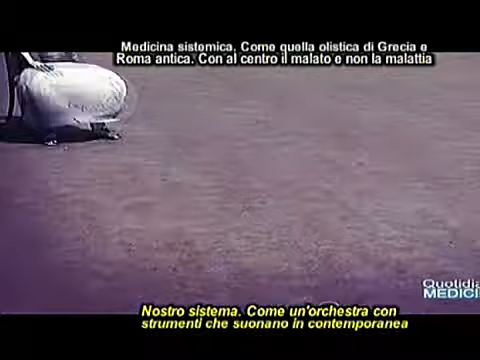 Medicina sistemica. Come quella olistica di Grecia e
Roma antica. Con al centro il malato e non la malattia
Quotidia
MEDICI
Nostro sistema. Come un'orchestra con
strumenti che suonano in contemporanea